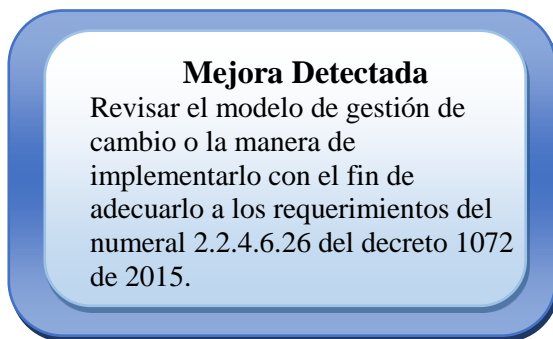 Mejora Detectada
Revisar el modelo de gestión de
cambio o la manera de
implementarlo con el fin de
adecuarlo a los requerimientos del
numeral 2.2.4.6.26 del decreto 1072
de 2015.